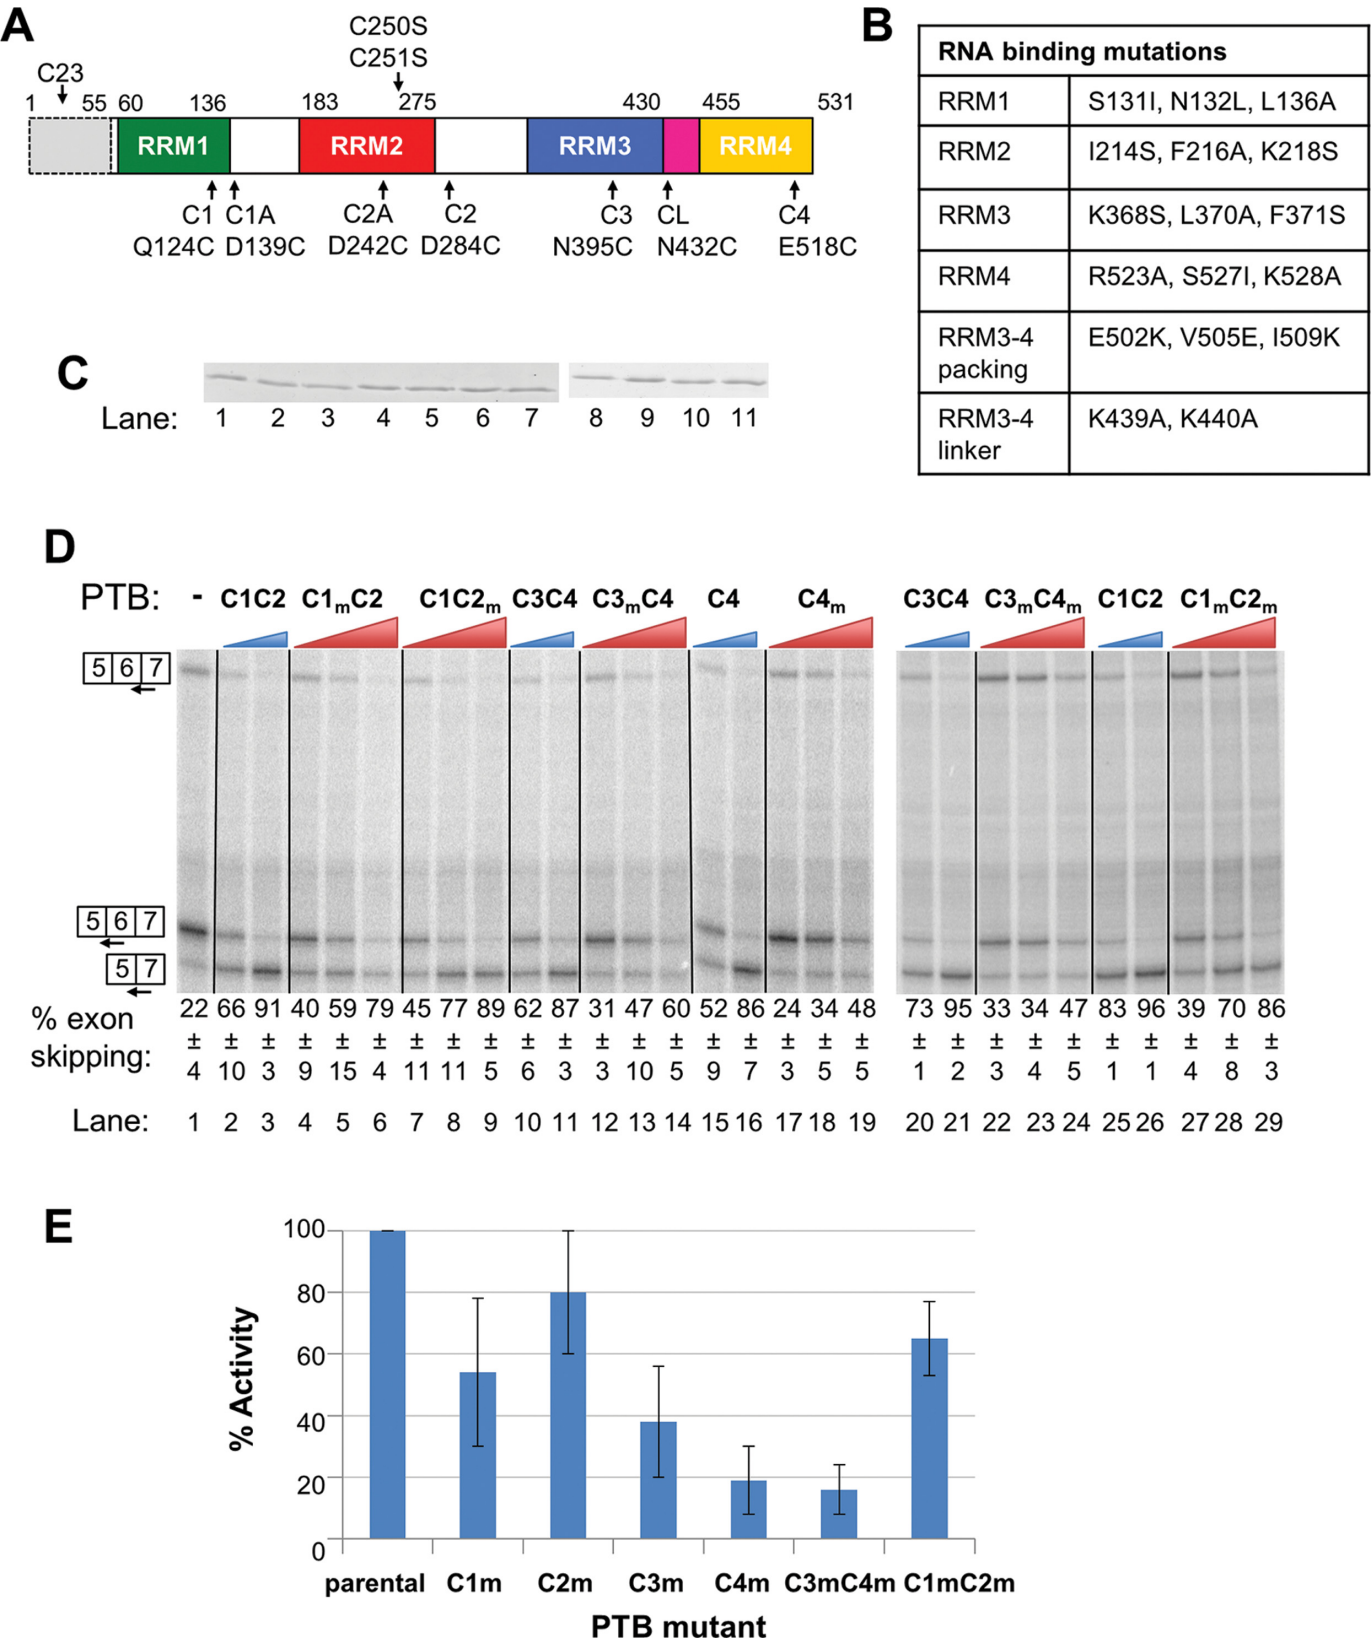 A
C250S
C251S
C23
1 55 60 136 183 275 430 455 531
RRM1 RRM2 RRM3 RRM4
C1 C1A C2A C2 C3 CL C4
Q124C D139C D242C D284C N395C N432C E518C
B
RNA binding mutations
RRM1 S131I, N132L, L136A
RRM2 I214S, F216A, K218S
RRM3 K368S, L370A, F371S
RRM4 R523A, S527I, K528A
RRM3-4 E502K, V505E, I509K
packing
RRM3-4 K439A, K440A
linker
C
Lane: 1 2 3 4 5 6 7 8 9 10 11
D
PTB: - C1C2 C1mC2 C1C2m C3C4 C3mC4 C4 C4m C3C4 C3mC4m C1C2 C1mC2m
5 6 7
5 6 7
5 7
% exon
skipping:
22 66 91 40 59 79 45 77 89 62 87 31 47 60 52 86 24 34 48 73 95 33 34 47 83 96 39 70 86
± ± ± ± ± ± ± ± ± ± ± ± ± ± ± ± ± ± ± ± ± ± ± ± ± ± ± ± ±
4 10 3 9 15 4 11 11 5 6 3 3 10 5 9 7 3 5 5 1 2 3 4 5 1 1 4 8 3
Lane: 1 2 3 4 5 6 7 8 9 10 11 12 13 14 15 16 17 18 19 20 21 22 23 24 25 26 27 28 29
E
% Activity
100
80
60
40
20
0
parental C1m C2m C3m C4m C3mC4m C1mC2m
PTB mutant